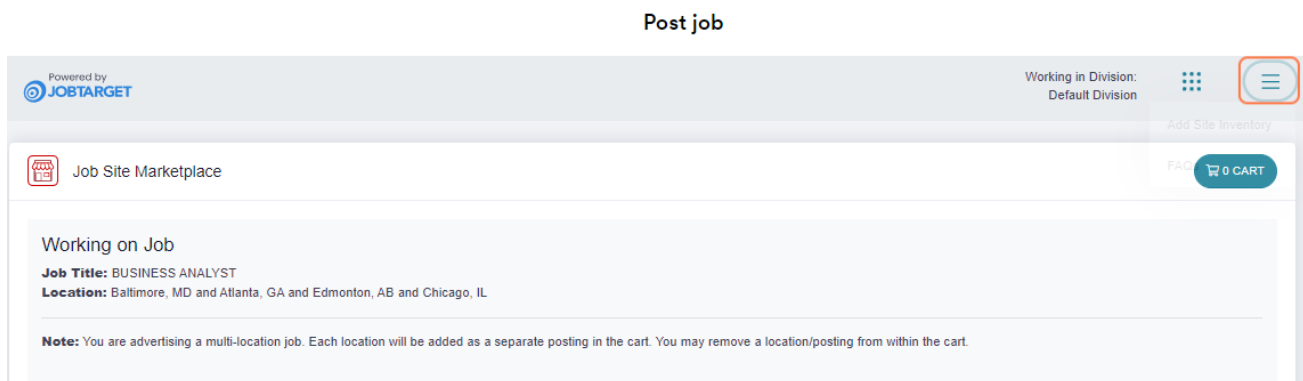 Post job
Powered by
JOBTARGET
Working in Division:
Default Division
Add Site Inventory
FAQs
Job Site Marketplace
0 CART
Working on Job
Job Title: BUSINESS ANALYST
Location: Baltimore, MD and Atlanta, GA and Edmonton, AB and Chicago, IL
Note: You are advertising a multi-location job. Each location will be added as a separate posting in the cart. You may remove a location/posting from within the cart.